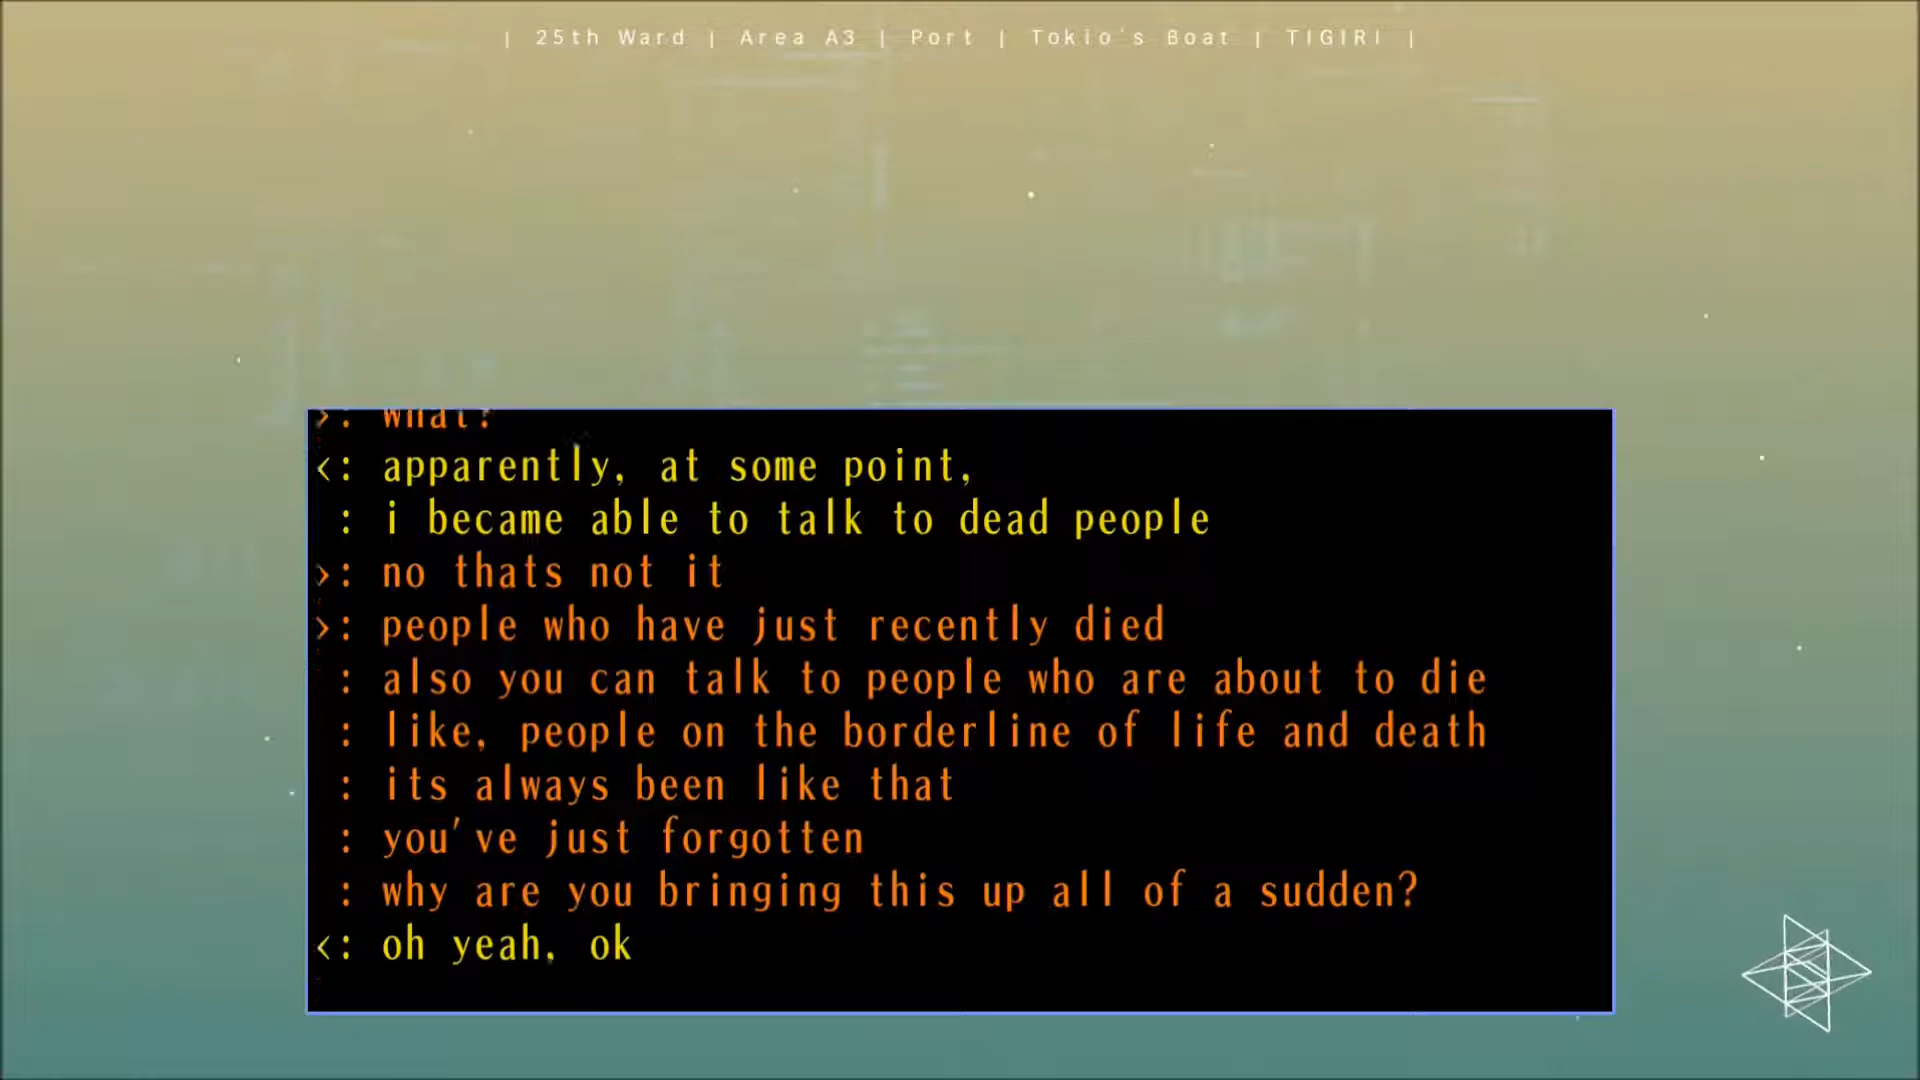 | 25th Ward | Area A3 | Port | Tokio's Boat | TIGIRI |
>: what?
<: apparently, at some point,
: i became able to talk to dead people
>: no thats not it
>: people who have just recently died
: also you can talk to people who are about to die
: like, people on the borderline of life and death
: its always been like that
: you've just forgotten
: why are you bringing this up all of a sudden?
<: oh yeah, ok